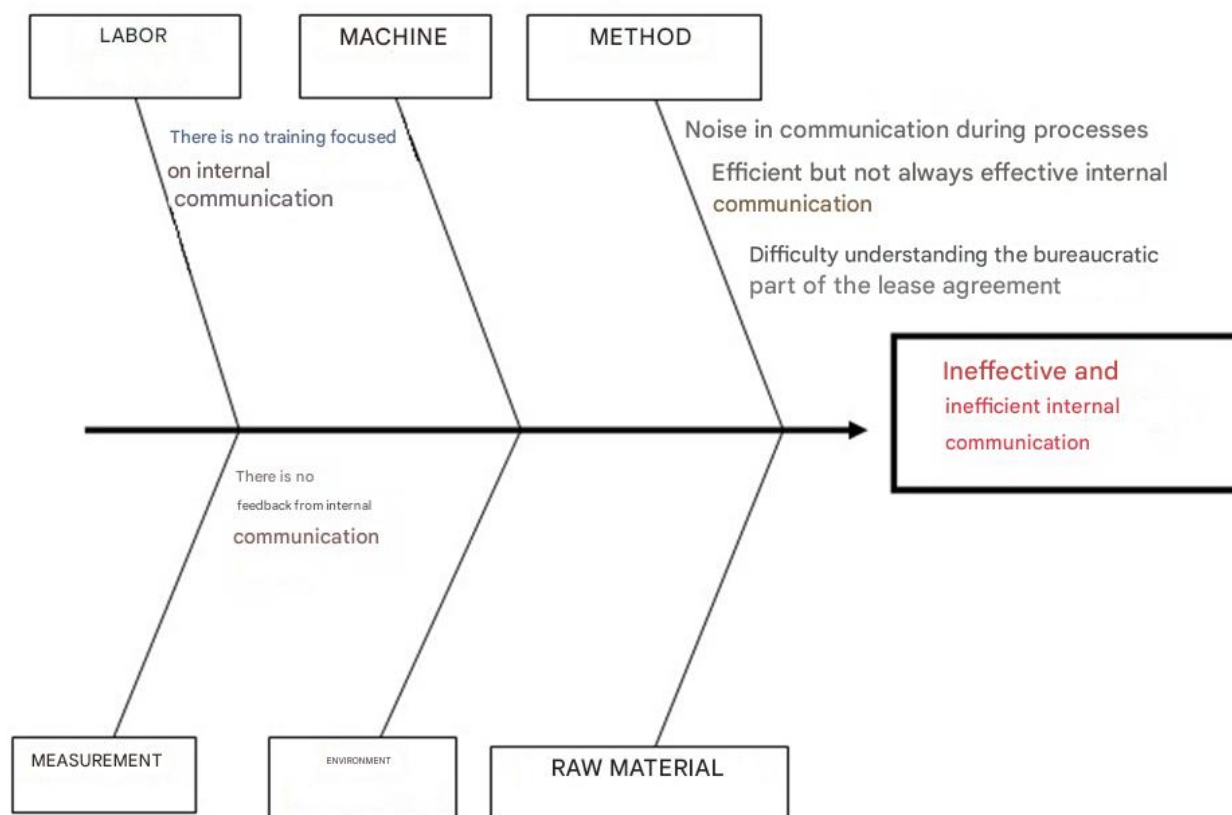 LABOR
MACHINE
METHOD
There is no training focused
on internal
communication
Noise in communication during processes
Efficient but not always effective internal
communication
Difficulty understanding the bureaucratic
part of the lease agreement
Ineffective and
inefficient internal
communication
There is no
feedback from internal
communication
MEASUREMENT
ENVIRONMENT
RAW MATERIAL